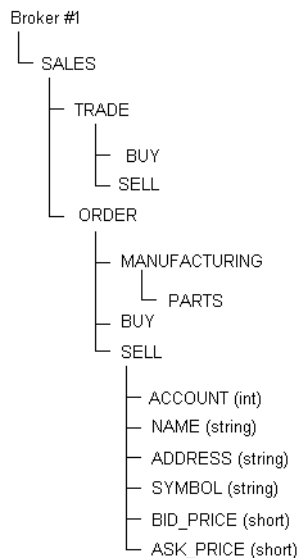 Broker #1
SALES
TRADE
BUY
SELL
ORDER
MANUFACTURING
PARTS
BUY
SELL
ACCOUNT (int)
NAME (string)
ADDRESS (string)
SYMBOL (string)
BID_PRICE (short)
ASK_PRICE (short)